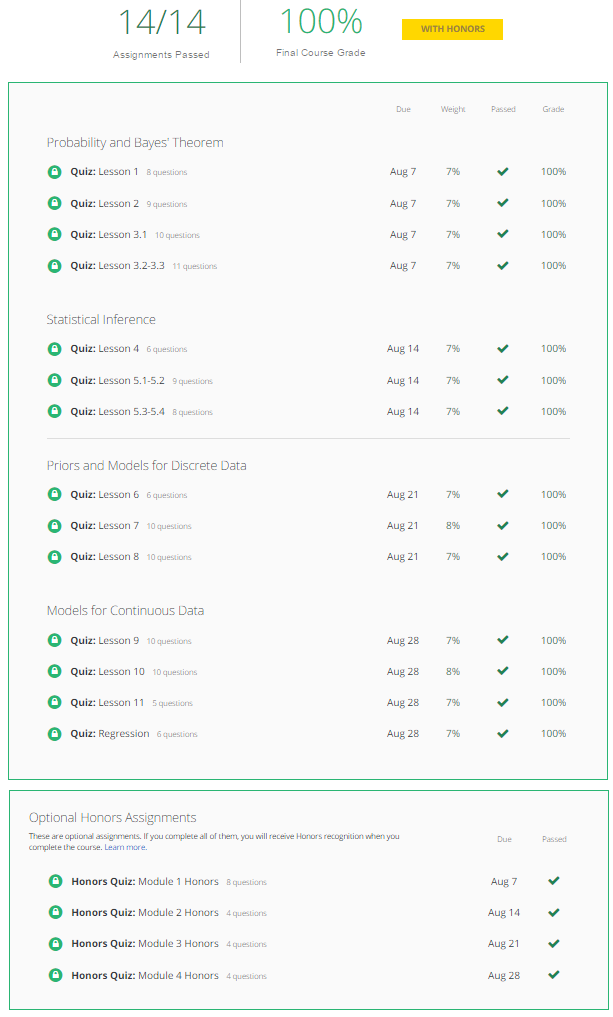 14/14 100% WITH HONORS
Assignments Passed Final Course Grade
Due Weight Passed Grade
Probability and Bayes' Theorem
Quiz: Lesson 1 8 questions Aug 7 7% 100%
Quiz: Lesson 2 9 questions Aug 7 7% 100%
Quiz: Lesson 3.1 10 questions Aug 7 7% 100%
Quiz: Lesson 3.2-3.3 11 questions Aug 7 7% 100%
Statistical Inference
Quiz: Lesson 4 6 questions Aug 14 7% 100%
Quiz: Lesson 5.1-5.2 9 questions Aug 14 7% 100%
Quiz: Lesson 5.3-5.4 8 questions Aug 14 7% 100%
Priors and Models for Discrete Data
Quiz: Lesson 6 6 questions Aug 21 7% 100%
Quiz: Lesson 7 10 questions Aug 21 8% 100%
Quiz: Lesson 8 10 questions Aug 21 7% 100%
Models for Continuous Data
Quiz: Lesson 9 10 questions Aug 28 7% 100%
Quiz: Lesson 10 10 questions Aug 28 8% 100%
Quiz: Lesson 11 5 questions Aug 28 7% 100%
Quiz: Regression 6 questions Aug 28 7% 100%
Optional Honors Assignments
These are optional assignments. If you complete all of them, you will receive Honors recognition when you
complete the course. Learn more.
Due Passed
Honors Quiz: Module 1 Honors 8 questions Aug 7
Honors Quiz: Module 2 Honors 4 questions Aug 14
Honors Quiz: Module 3 Honors 4 questions Aug 21
Honors Quiz: Module 4 Honors 4 questions Aug 28